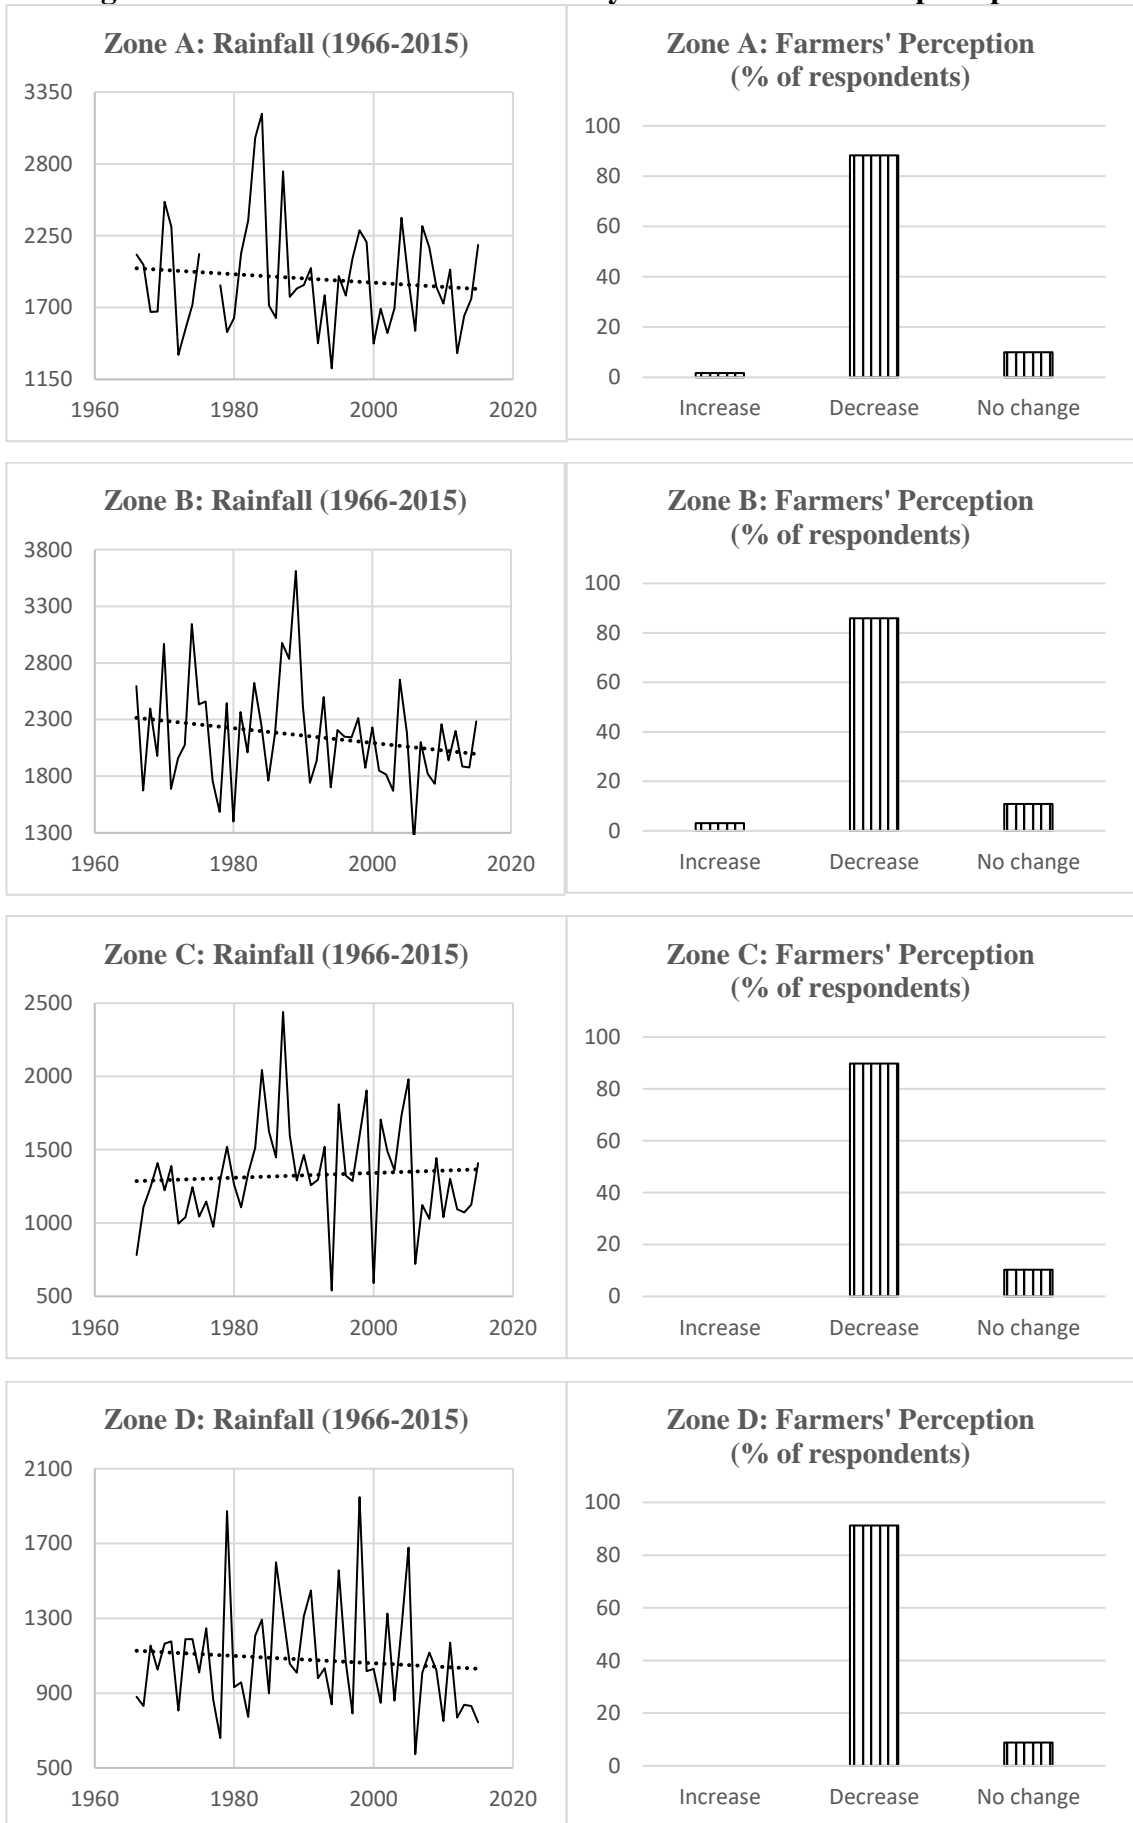 Zone A: Rainfall (1966-2015)
3350
2800
2250
1700
1150
1960 1980 2000 2020
Zone A: Farmers' Perception
(% of respondents)
100
80
60
40
20
0
Increase Decrease No change
Zone B: Rainfall (1966-2015)
3800
3300
2800
2300
1800
1300
1960 1980 2000 2020
Zone B: Farmers' Perception
(% of respondents)
100
80
60
40
20
0
Increase Decrease No change
Zone C: Rainfall (1966-2015)
2500
2000
1500
1000
500
1960 1980 2000 2020
Zone C: Farmers' Perception
(% of respondents)
100
80
60
40
20
0
Increase Decrease No change
Zone D: Rainfall (1966-2015)
2100
1700
1300
900
500
1960 1980 2000 2020
Zone D: Farmers' Perception
(% of respondents)
100
80
60
40
20
0
Increase Decrease No change